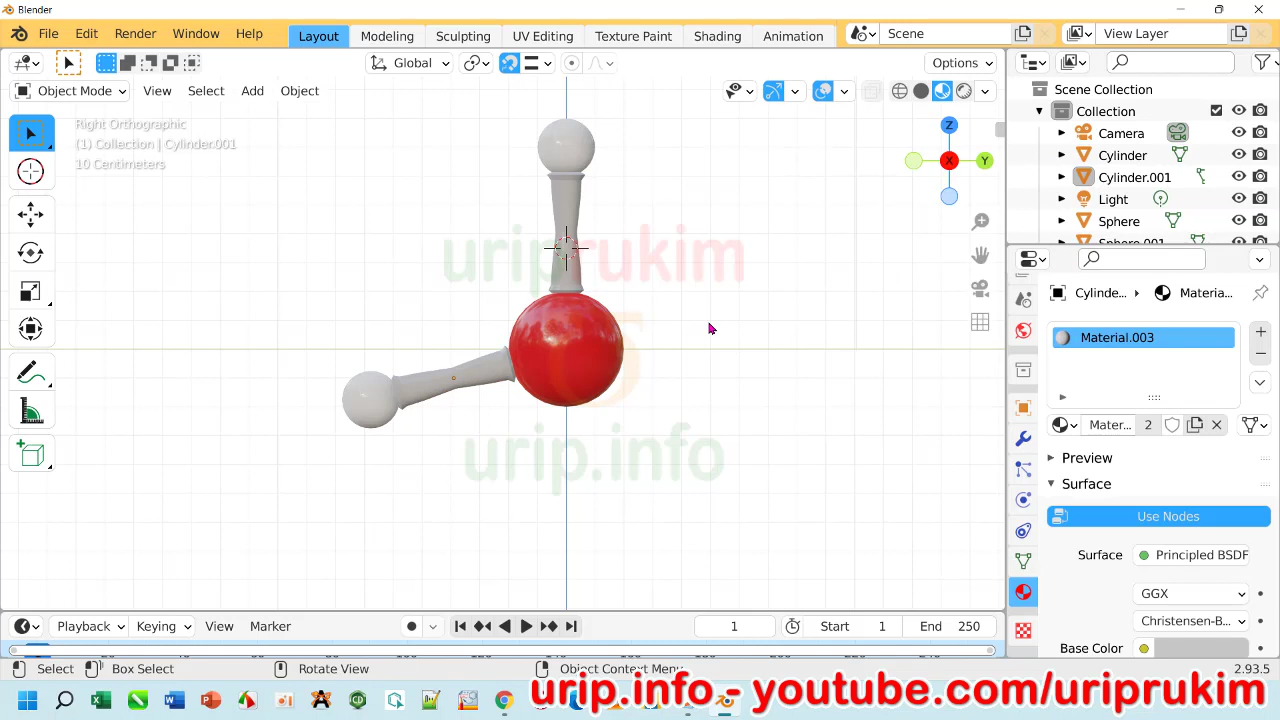 Blender
File Edit Render Window Help
Layout Modeling Sculpting UV Editing Texture Paint Shading Animation
Scene
View Layer
Global
Options
Object Mode View Select Add Object
Right Orthographic
(1) Collection | Cylinder.001
10 Centimeters
Z
X
Y
uriprukim
urip.info
Scene Collection
Collection
Camera
Cylinder
Cylinder.001
Light
Sphere
Sphere.001
Cylinde... Materia...
Material.003
Mater... 2
Preview
Surface
Use Nodes
Surface Principled BSDF
GGX
Christensen-B...
Base Color
Playback Keying View Marker
1
Start 1
End 250
Select Box Select Rotate View Object Context Menu
2.93.5
urip.info - youtube.com/uriprukim